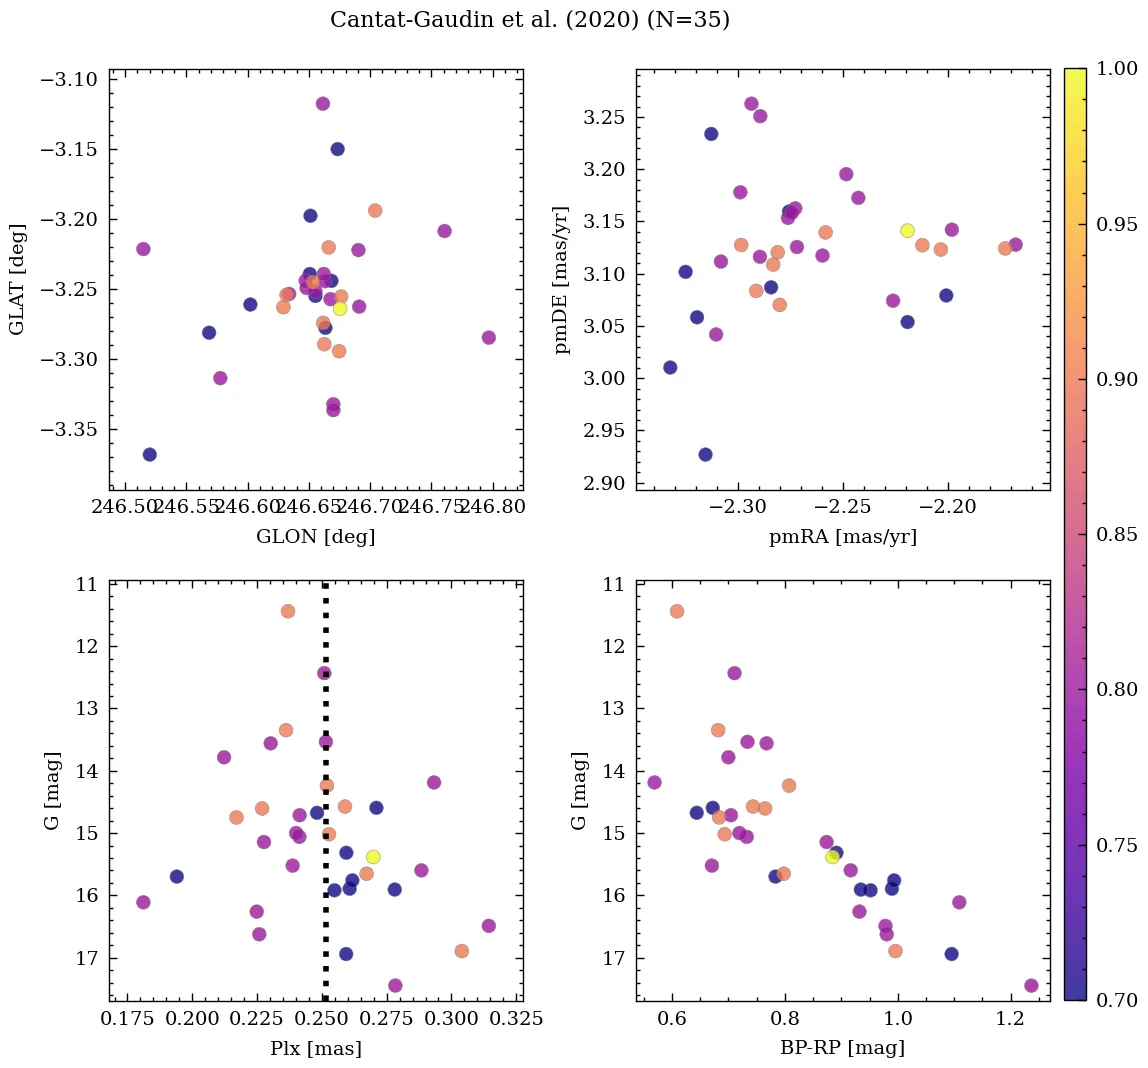 Cantat-Gaudin et al. (2020) (N=35)
−3.10
−3.15
−3.20
−3.25
−3.30
−3.35
GLAT [deg]
246.50 246.55 246.60 246.65 246.70 246.75 246.80
GLON [deg]
3.25
3.20
3.15
3.10
3.05
3.00
2.95
2.90
pmDE [mas/yr]
−2.30 −2.25 −2.20
pmRA [mas/yr]
11
12
13
14
15
16
17
G [mag]
0.175 0.200 0.225 0.250 0.275 0.300 0.325
Plx [mas]
11
12
13
14
15
16
17
G [mag]
0.6 0.8 1.0 1.2
BP-RP [mag]
1.00
0.95
0.90
0.85
0.80
0.75
0.70